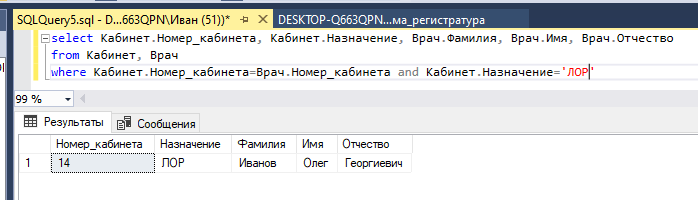 SQLQuery5.sql - D...663QPN\Иван (51))*
DESKTOP-Q663QPN...ма_регистратура
select Кабинет.Номер_кабинета, Кабинет.Назначение, Врач.Фамилия, Врач.Имя, Врач.Отчество
from Кабинет, Врач
where Кабинет.Номер_кабинета=Врач.Номер_кабинета and Кабинет.Назначение='ЛОР'
99 %
Результаты Сообщения
Номер_кабинета Назначение Фамилия Имя Отчество
1 14 ЛОР Иванов Олег Георгиевич